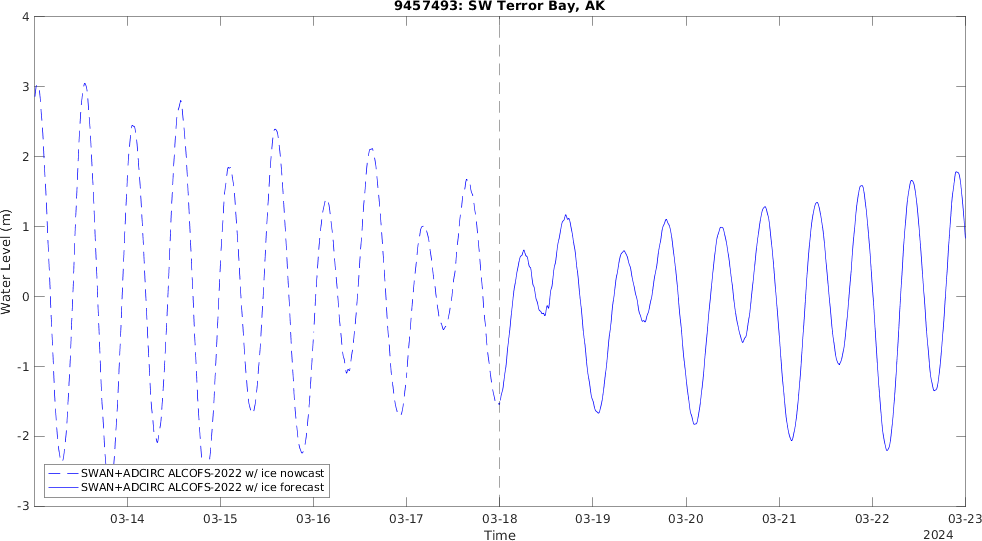 9457493: SW Terror Bay, AK
4
3
2
1
0
-1
-2
-3
Water Level (m)
SWAN+ADCIRC ALCOFS-2022 w/ ice nowcast
SWAN+ADCIRC ALCOFS-2022 w/ ice forecast
03-14 03-15 03-16 03-17 03-18 03-19 03-20 03-21 03-22 03-23
Time
2024